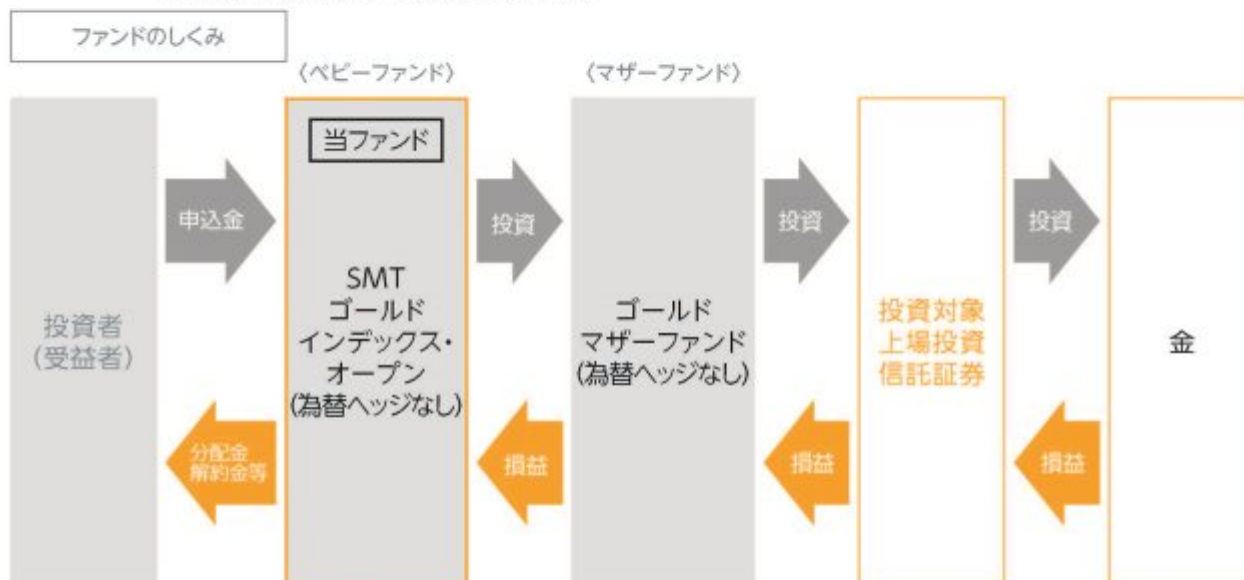 ファンドのしくみ
〈ベビーファンド〉
〈マザーファンド〉
投資者
(受益者)
申込金
分配金
解約金等
当ファンド
SMT
ゴールド
インデックス・
オープン
(為替ヘッジなし)
投資
損益
ゴールド
マザーファンド
(為替ヘッジなし)
投資
損益
投資対象
上場投資
信託証券
投資
損益
金